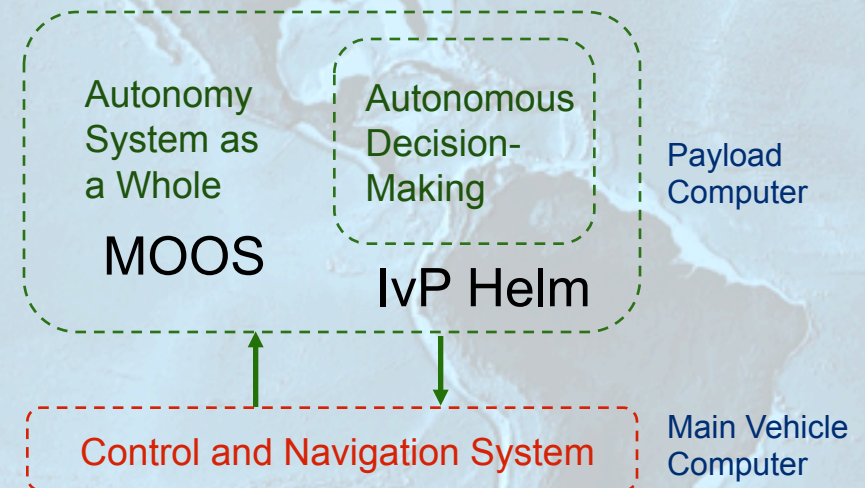 Autonomy
System as
a Whole
MOOS
Autonomous
Decision-
Making
IvP Helm
Payload
Computer
Control and Navigation System
Main Vehicle
Computer